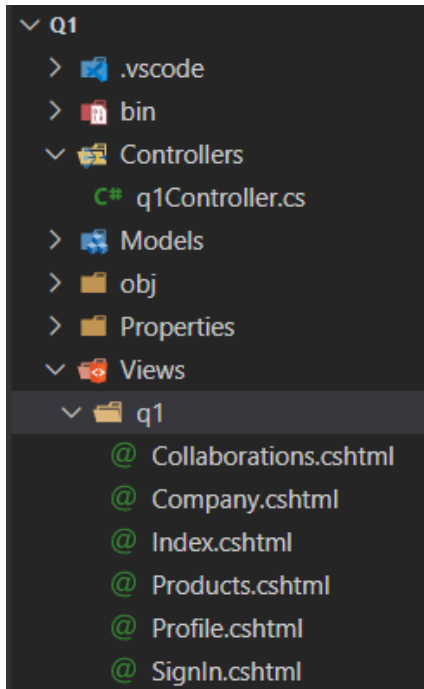 Q1
.vscode
bin
Controllers
C# q1Controller.cs
Models
obj
Properties
Views
q1
@ Collaborations.cshtml
@ Company.cshtml
@ Index.cshtml
@ Products.cshtml
@ Profile.cshtml
@ SignIn.cshtml